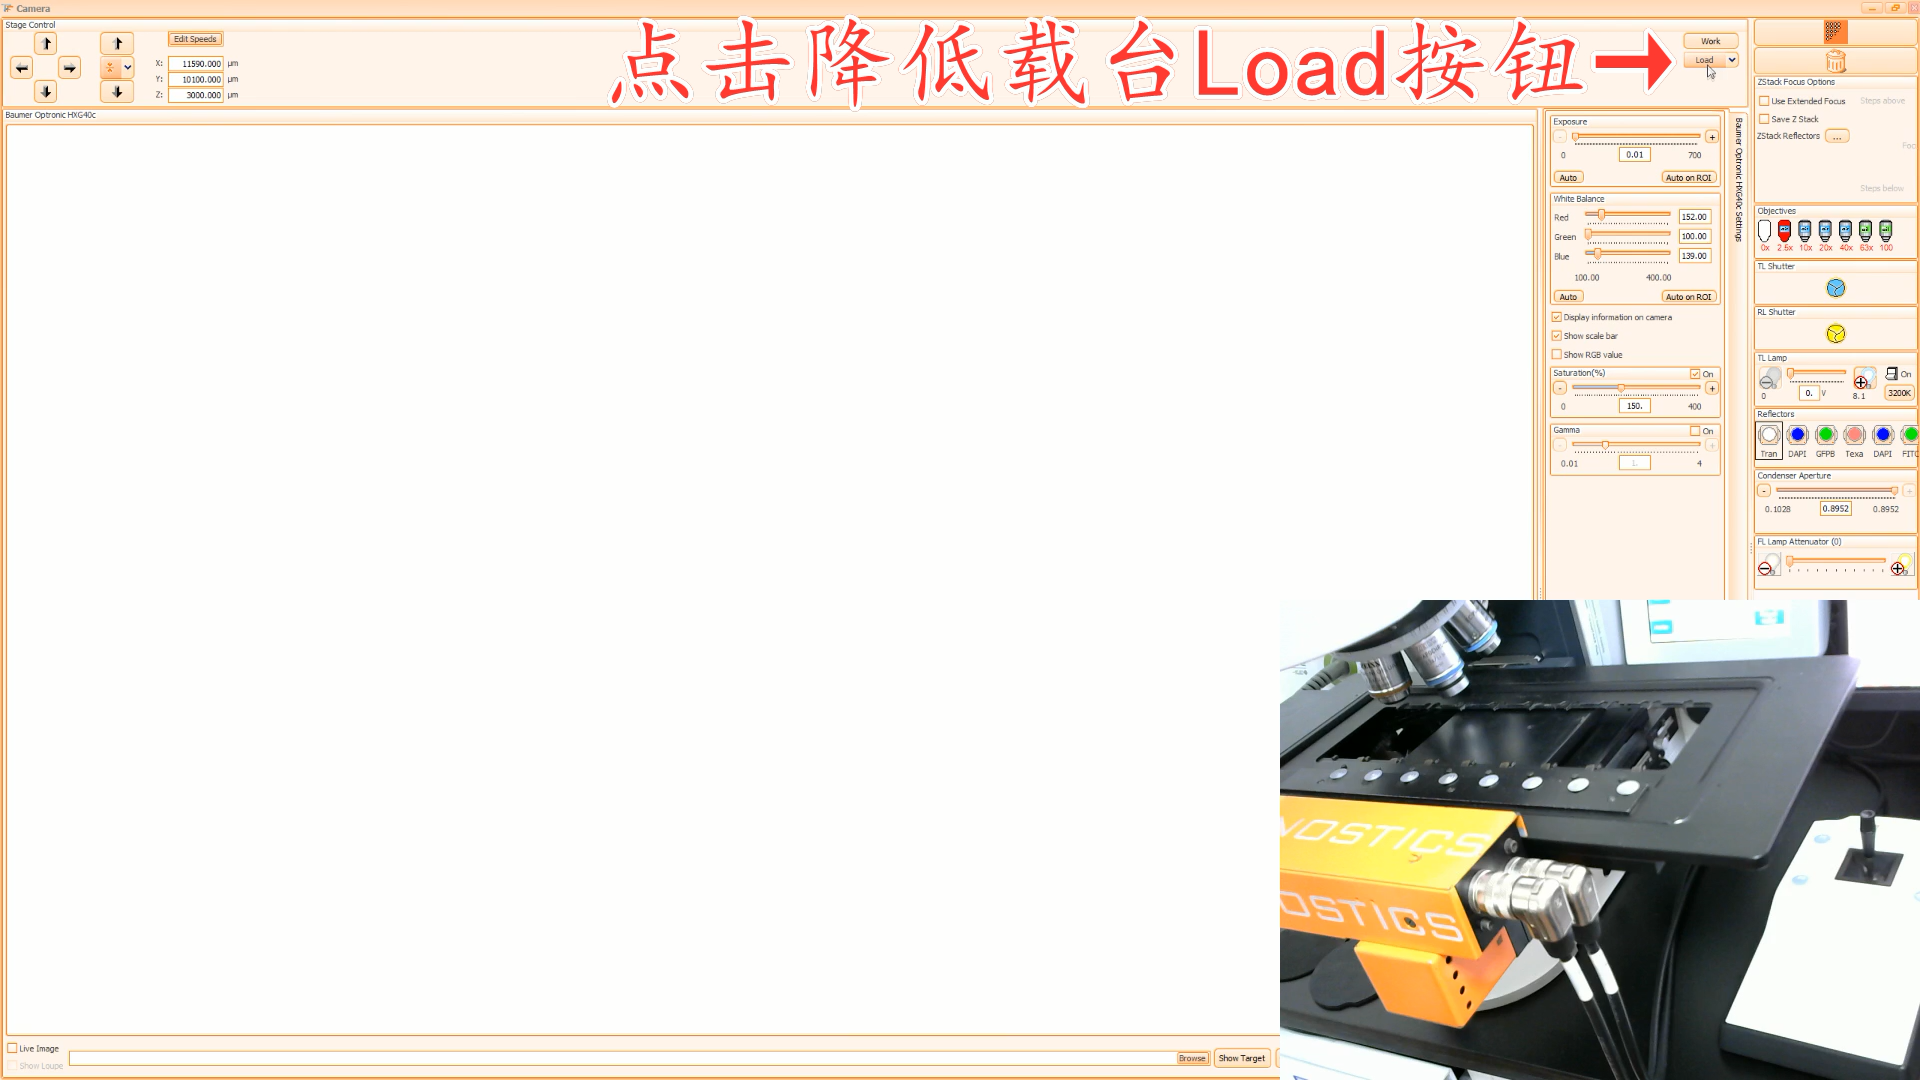 Camera
Stage Control
Edit Speeds
X: 11590.000 μm
Y: 10100.000 μm
Z: 3000.000 μm
点击降低载台Load按钮→
Work
Load
Baumer Optronic HXG40c
Exposure
- +
0 0.01 700
Auto Auto on ROI
White Balance
Red 152.00
Green 100.00
Blue 139.00
100.00 400.00
Auto Auto on ROI
Display information on camera
Show scale bar
Show RGB value
Saturation(%) On
- +
0 150. 400
Gamma On
- +
0.01 1. 4
Baumer Optronic HXG40c Settings
ZStack Focus Options
Use Extended Focus Steps above
Save Z Stack
ZStack Reflectors ...
Foc
Steps below
Objectives
0x 2.5x 10x 20x 40x 63x 100
TL Shutter
RL Shutter
TL Lamp
On
0 0. V 8.1 3200K
Reflectors
Tran DAPI GFPB Texa DAPI FITC
Condenser Aperture
- +
0.1028 0.8952 0.8952
FL Lamp Attenuator (0)
Live Image
Show Loupe
Browse Show Target
NOSTICS
OSTICS